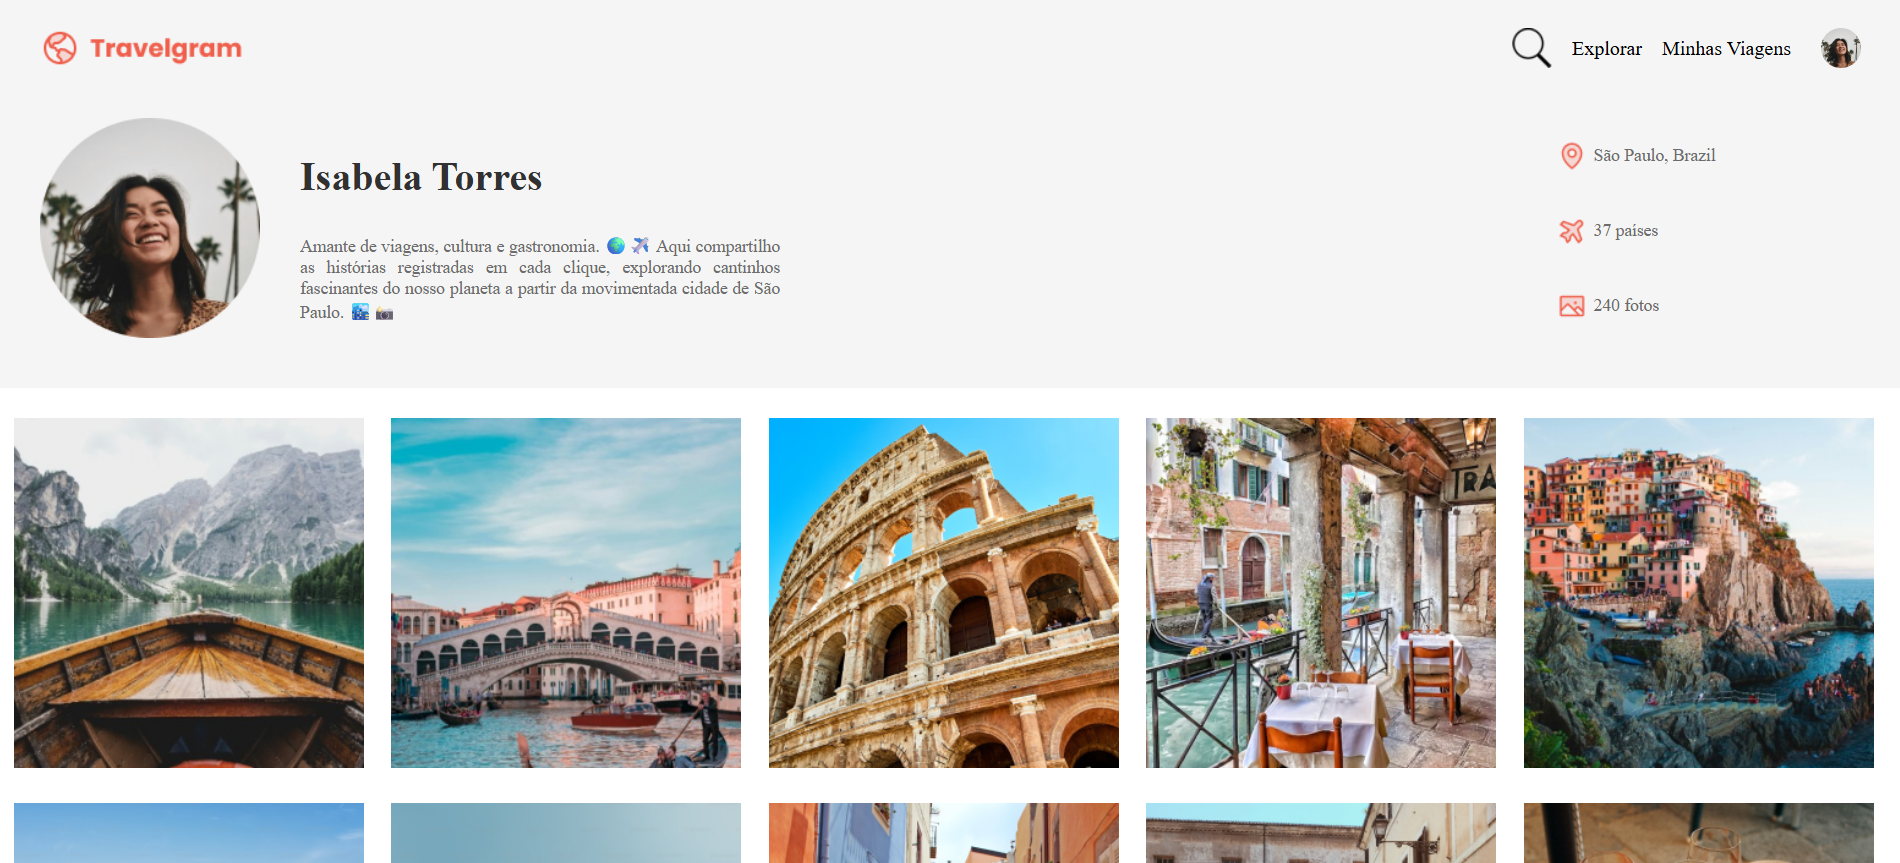 Travelgram
Explorar
Minhas Viagens
Isabela Torres
São Paulo, Brazil
37 países
Amante de viagens, cultura e gastronomia. 🌍 ✈️ Aqui compartilho
as histórias registradas em cada clique, explorando cantinhos
fascinantes do nosso planeta a partir da movimentada cidade de São
Paulo. 🏙️ 📸
240 fotos
TRA